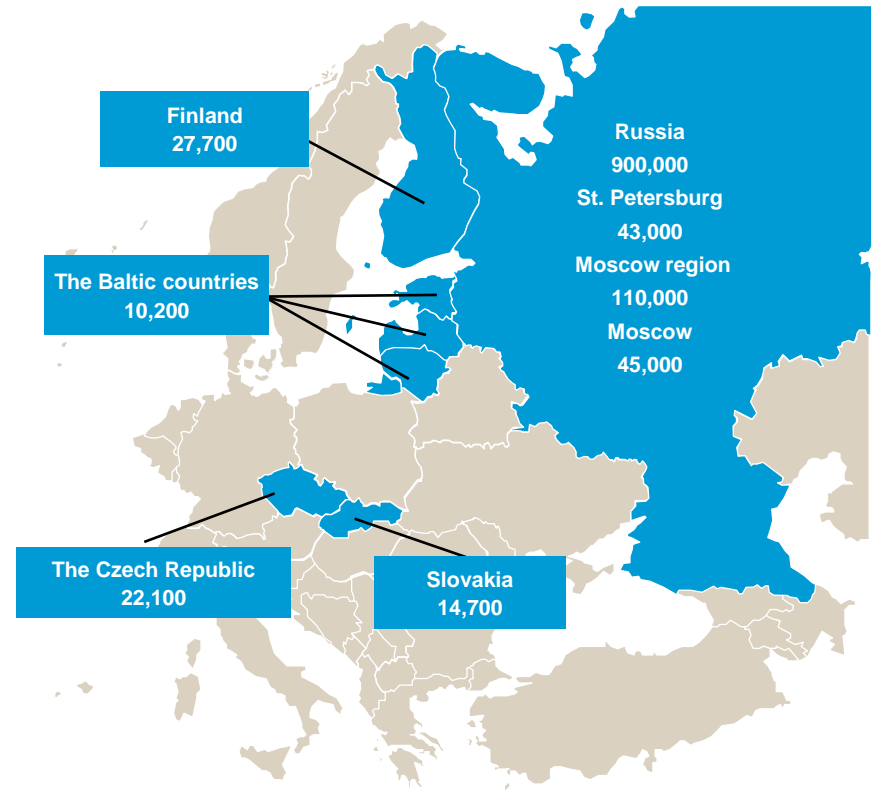 Finland
27,700
Russia
900,000
St. Petersburg
43,000
Moscow region
110,000
Moscow
45,000
The Baltic countries
10,200
The Czech Republic
22,100
Slovakia
14,700